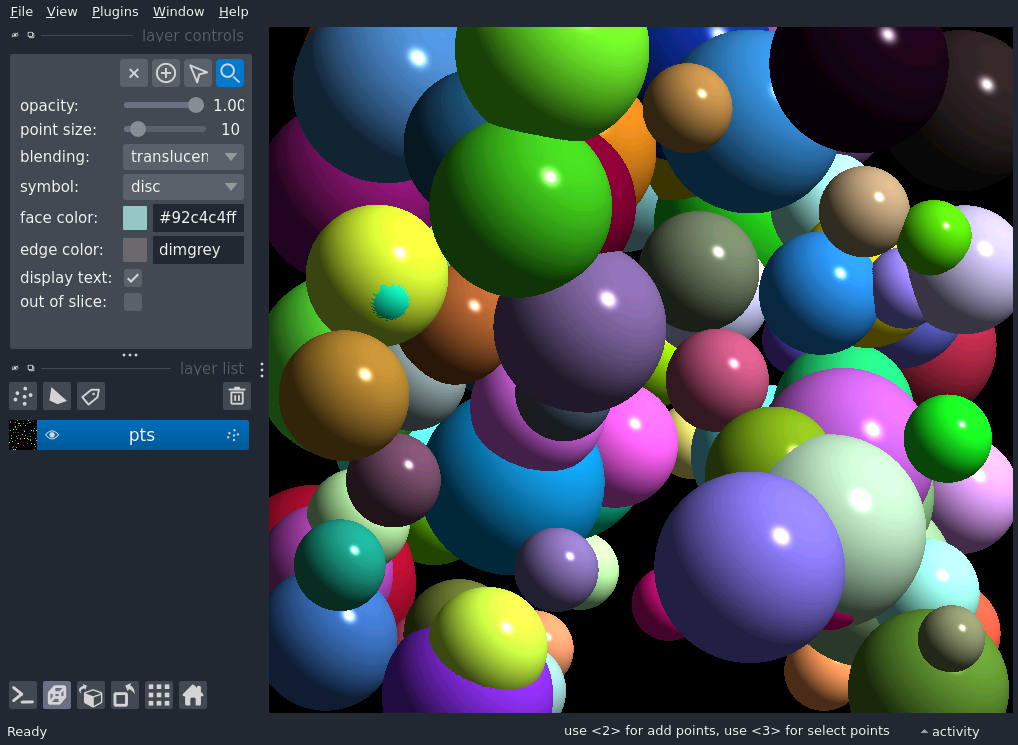 File View Plugins Window Help
layer controls
opacity: 1.00
point size: 10
blending: translucen
symbol: disc
face color: #92c4c4ff
edge color: dimgrey
display text:
out of slice:
layer list
pts
Ready use <2> for add points, use <3> for select points activity